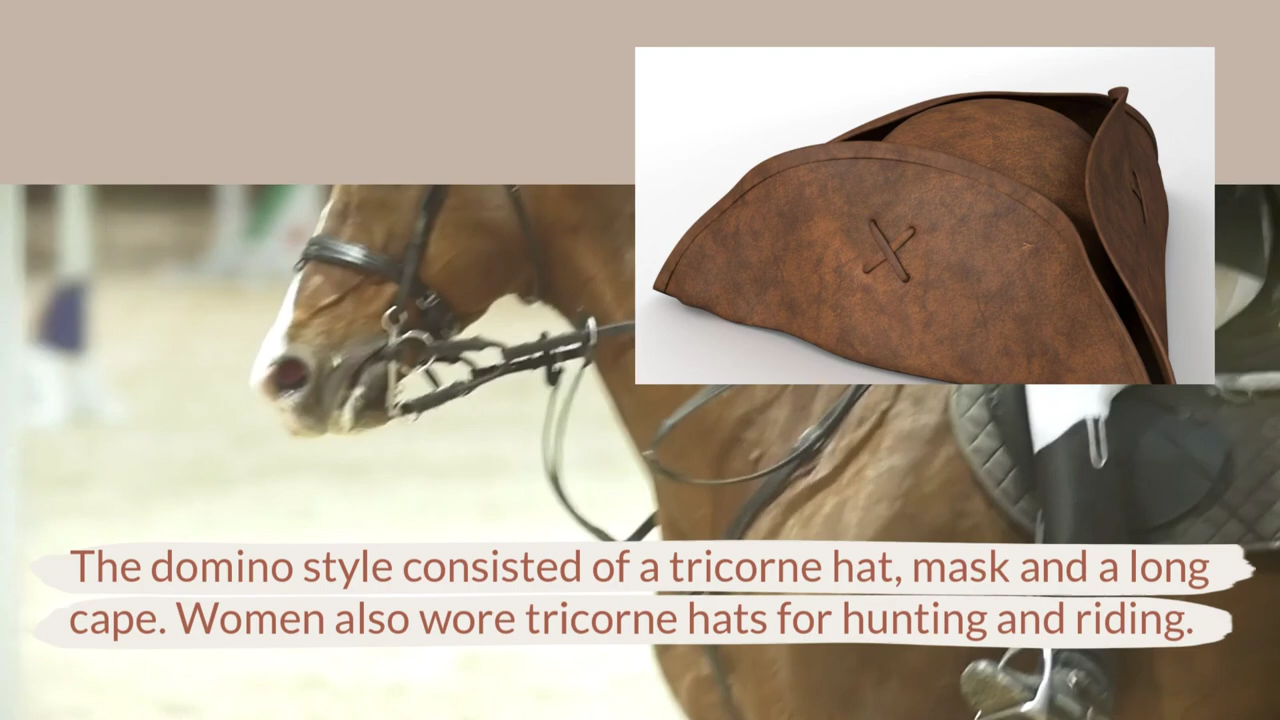 The domino style consisted of a tricorne hat, mask and a long
cape. Women also wore tricorne hats for hunting and riding.